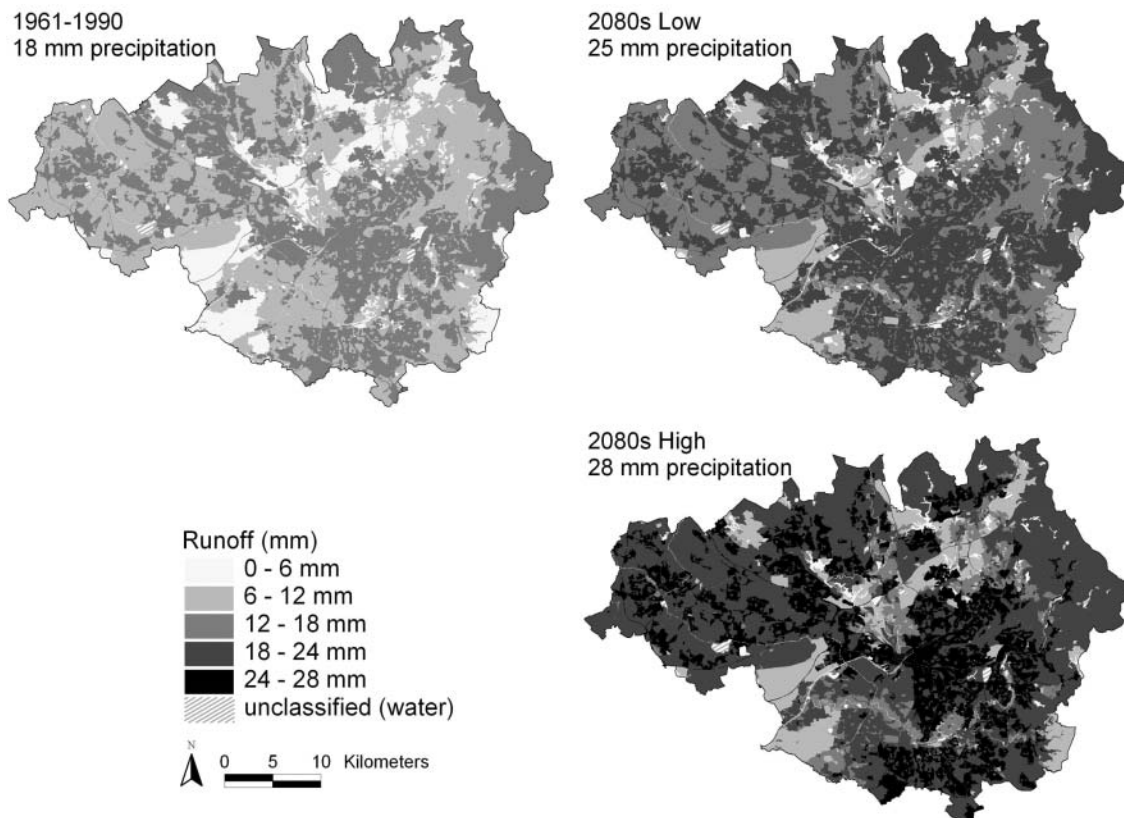 1961-1990
18 mm precipitation
2080s Low
25 mm precipitation
2080s High
28 mm precipitation
Runoff (mm)
0 - 6 mm
6 - 12 mm
12 - 18 mm
18 - 24 mm
24 - 28 mm
unclassified (water)
N
0 5 10 Kilometers